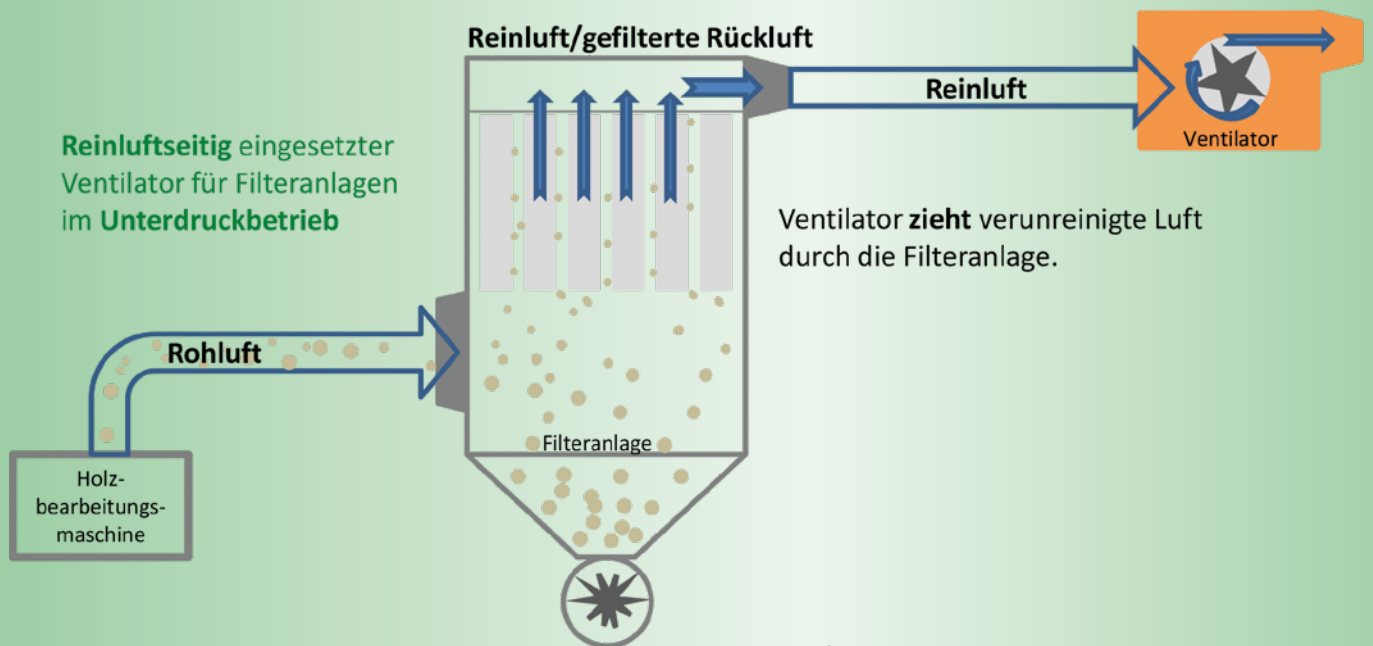 Reinluft/gefilterte Rückluft
Reinluft
Ventilator
Reinluftseitig eingesetzter
Ventilator für Filteranlagen
im Unterdruckbetrieb
Ventilator zieht verunreinigte Luft
durch die Filteranlage.
Rohluft
Filteranlage
Holz-
bearbeitungs-
maschine